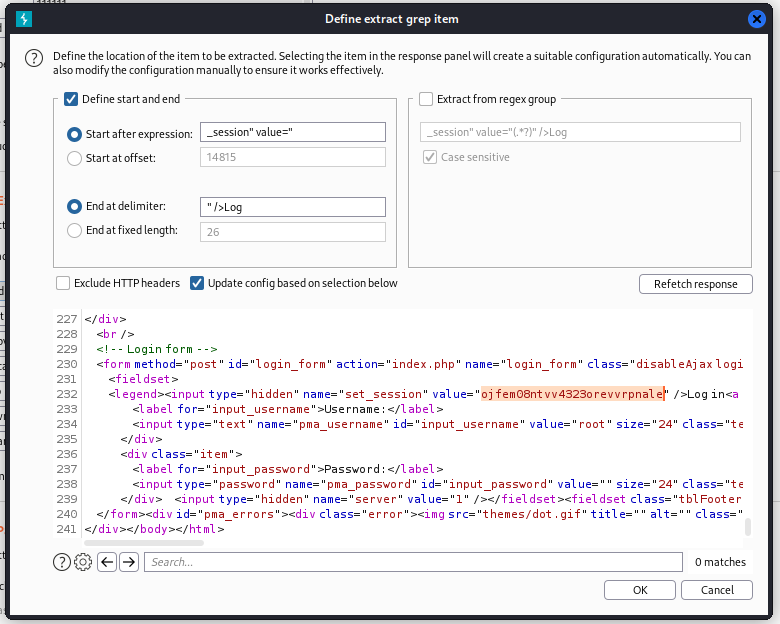 Define extract grep item
Define the location of the item to be extracted. Selecting the item in the response panel will create a suitable configuration automatically. You can
also modify the configuration manually to ensure it works effectively.
Define start and end
Start after expression: _session" value="
Start at offset: 14815
End at delimiter: " />Log
End at fixed length: 26
Extract from regex group
_session" value="(.*?)" />Log
Case sensitive
Exclude HTTP headers
Update config based on selection below
Refetch response
227 </div>
228 <br />
229 <!-- Login form -->
230 <form method="post" id="login_form" action="index.php" name="login_form" class="disableAjax logi
231 <fieldset>
232 <legend><input type="hidden" name="set_session" value="ojfem08ntvv4323orevvrpnale" />Log in<a
233 <label for="input_username">Username:</label>
234 <input type="text" name="pma_username" id="input_username" value="root" size="24" class="te
235 </div>
236 <div class="item">
237 <label for="input_password">Password:</label>
238 <input type="password" name="pma_password" id="input_password" value="" size="24" class="te
239 </div> <input type="hidden" name="server" value="1" /></fieldset><fieldset class="tblFooter
240 </form><div id="pma_errors"><div class="error"><img src="themes/dot.gif" title="" alt="" class="
241 </div></body></html>
Search...
0 matches
OK
Cancel